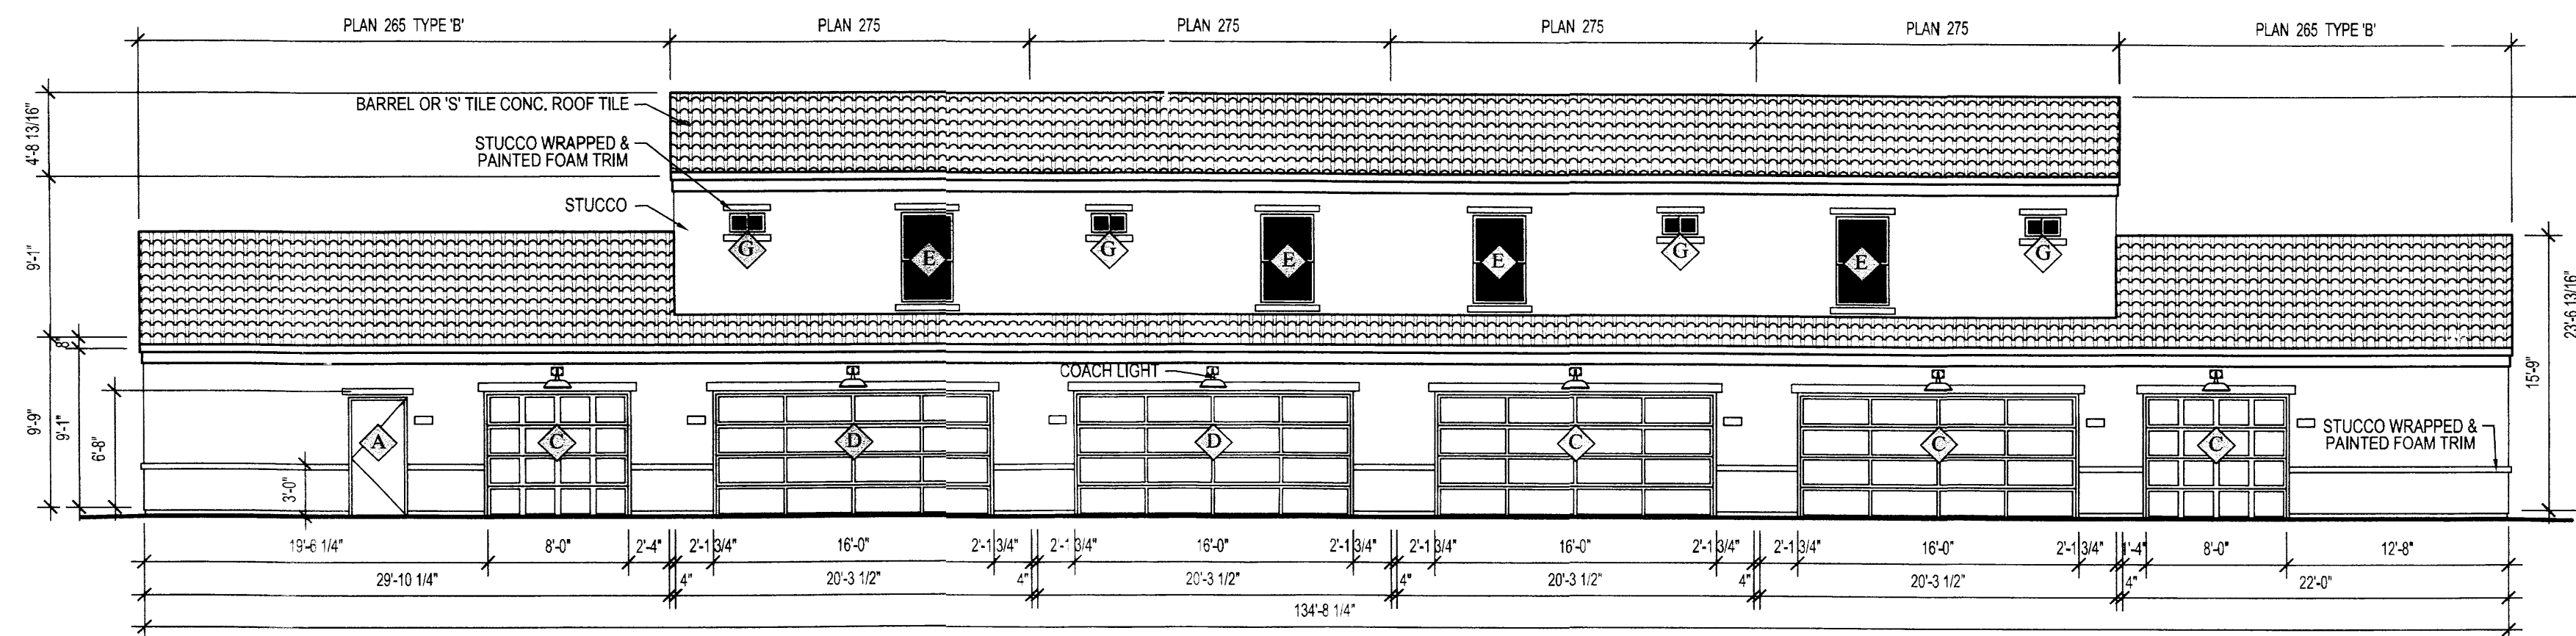 PLAN 265 TYPE 'B'
PLAN 275
PLAN 275
PLAN 275
PLAN 275
PLAN 265 TYPE 'B'
4'-8 13/16"
BARREL OR 'S' TILE CONC. ROOF TILE
STUCCO WRAPPED &
PAINTED FOAM TRIM
STUCCO
9'-1"
G
E
G
E
E
G
E
G
23'-6 13/16"
15'-9"
8"
COACH LIGHT
9'-9"
9'-1"
6'-8"
3'-0"
A
C
D
D
C
C
C
STUCCO WRAPPED &
PAINTED FOAM TRIM
19'-6 1/4"
8'-0"
2'-4"
2'-1 3/4"
16'-0"
2'-1 3/4"
2'-1 3/4"
16'-0"
2'-1 3/4"
2'-1 3/4"
16'-0"
2'-1 3/4"
2'-1 3/4"
16'-0"
2'-1 3/4"
1'-4"
8'-0"
12'-8"
29'-10 1/4"
4"
20'-3 1/2"
4"
20'-3 1/2"
4"
20'-3 1/2"
4"
20'-3 1/2"
4"
22'-0"
134'-8 1/4"